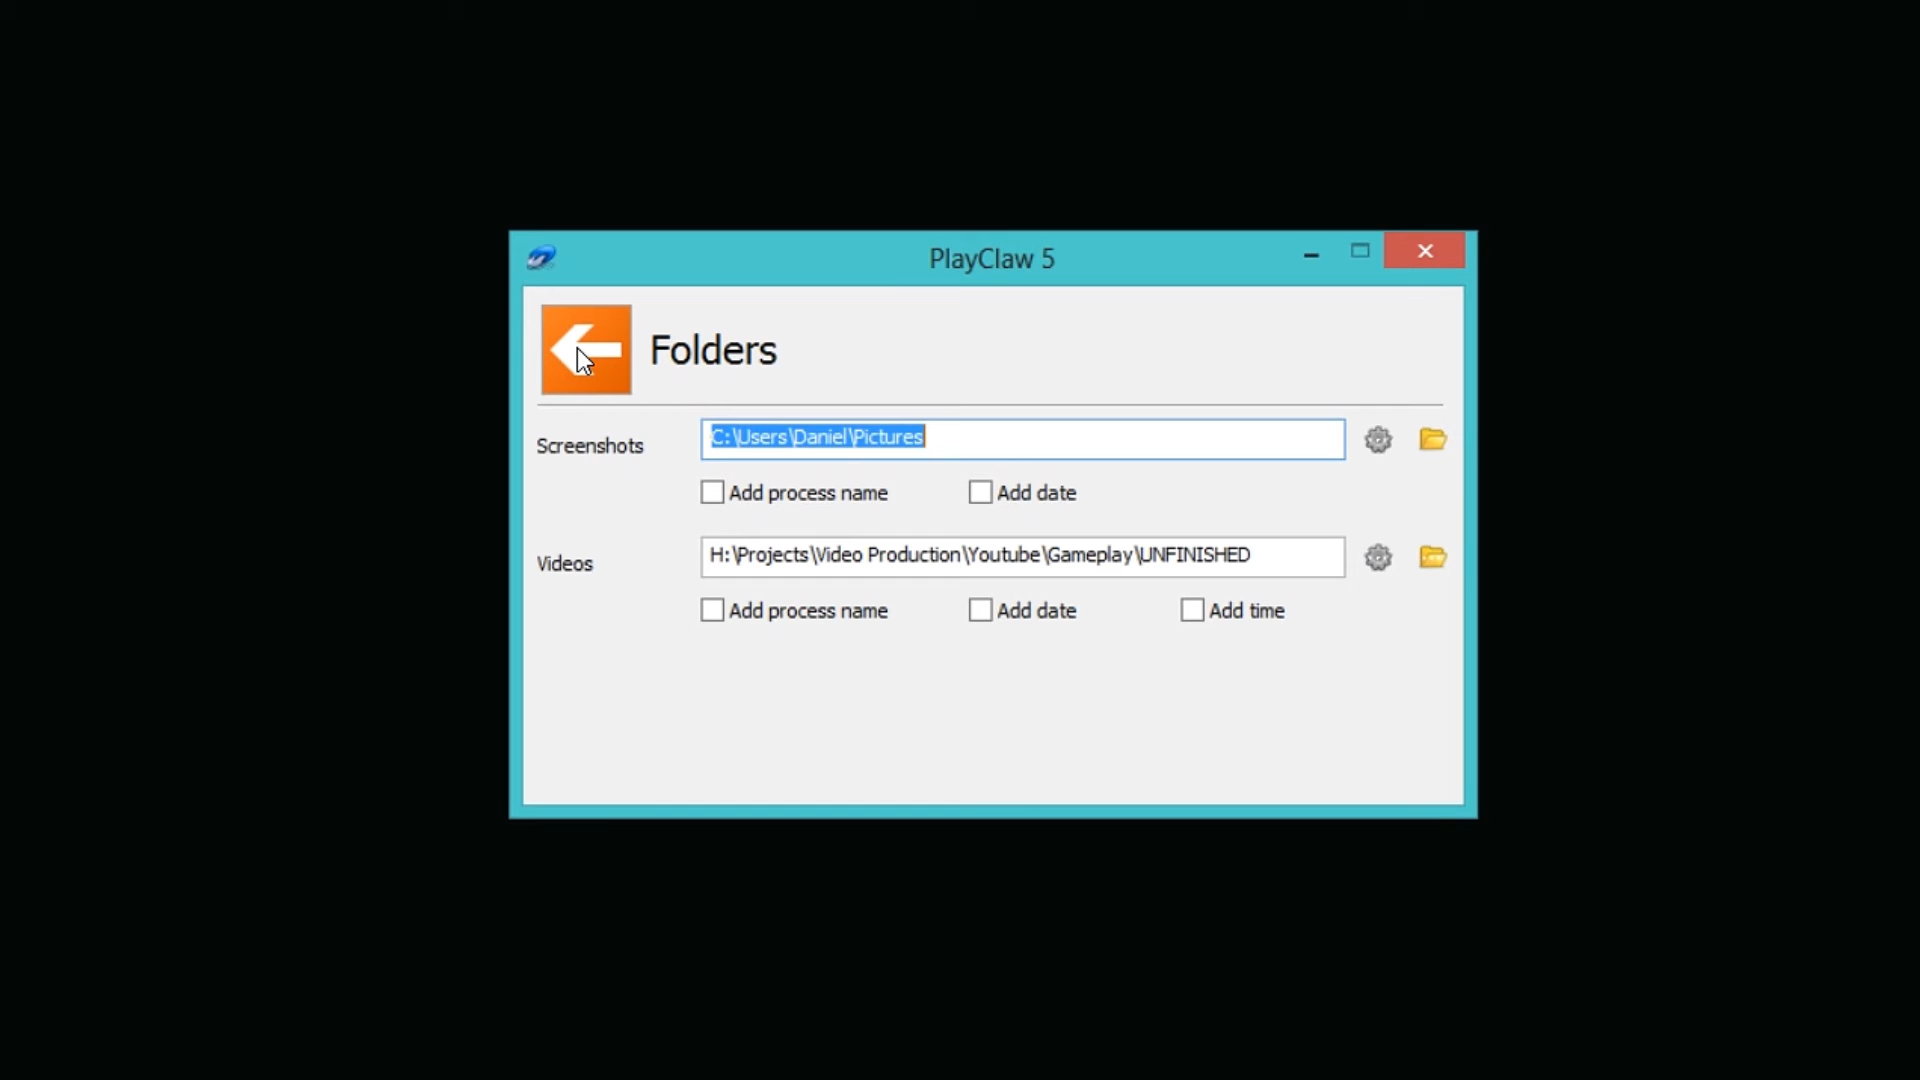 PlayClaw 5
Folders
Screenshots
C:\Users\Daniel\Pictures
Add process name
Add date
Videos
H:\Projects\Video Production\Youtube\Gameplay\UNFINISHED
Add process name
Add date
Add time